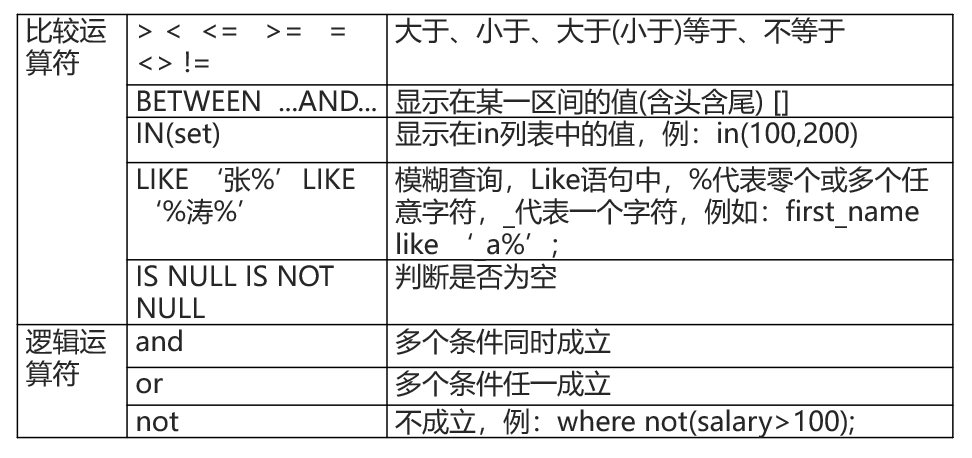 比较运
算符
> < <= >= =
<> !=
大于、小于、大于(小于)等于、不等于
BETWEEN ...AND...
显示在某一区间的值(含头含尾) []
IN(set)
显示在in列表中的值，例：in(100,200)
LIKE ‘张%’ LIKE
‘%涛%’
模糊查询，Like语句中，%代表零个或多个任
意字符，_代表一个字符，例如：first_name
like ‘_a%’;
IS NULL IS NOT
NULL
判断是否为空
逻辑运
算符
and
多个条件同时成立
or
多个条件任一成立
not
不成立，例：where not(salary>100);